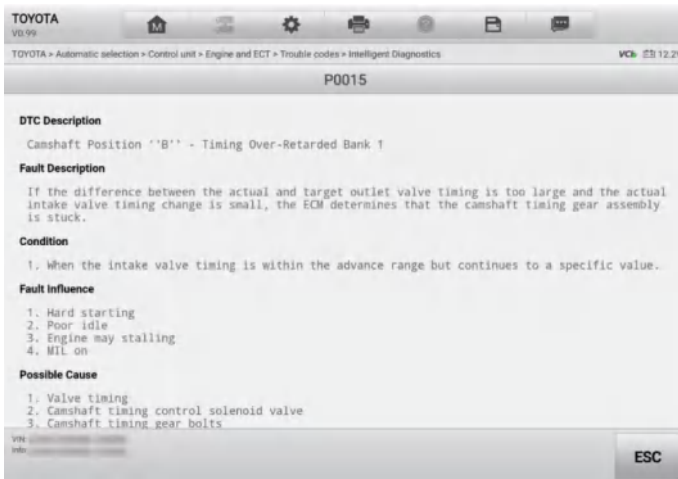 TOYOTA
V0.99
TOYOTA > Automatic selection > Control unit > Engine and ECT > Trouble codes > Intelligent Diagnostics
VCI 12.2
P0015
DTC Description
Camshaft Position ''B'' - Timing Over-Retarded Bank 1
Fault Description
If the difference between the actual and target outlet valve timing is too large and the actual
intake valve timing change is small, the ECM determines that the camshaft timing gear assembly
is stuck.
Condition
1. When the intake valve timing is within the advance range but continues to a specific value.
Fault Influence
1. Hard starting
2. Poor idle
3. Engine may stalling
4. MIL on
Possible Cause
1. Valve timing
2. Camshaft timing control solenoid valve
3. Camshaft timing gear bolts
VIN
Info
ESC